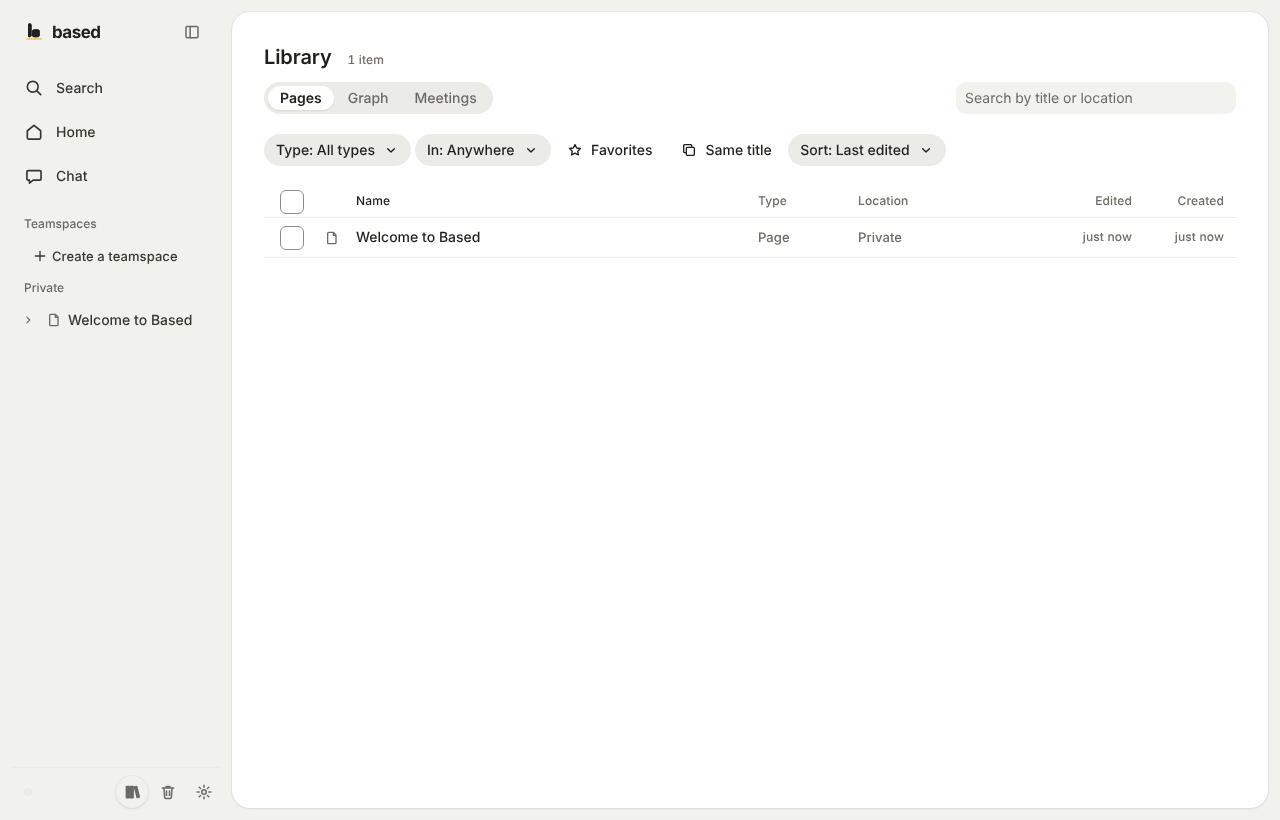 based
Search
Home
Chat
Teamspaces
Create a teamspace
Private
Welcome to Based
Library 1 item
Pages Graph Meetings
Search by title or location
Type: All types In: Anywhere Favorites Same title Sort: Last edited
Name Type Location Edited Created
Welcome to Based Page Private just now just now